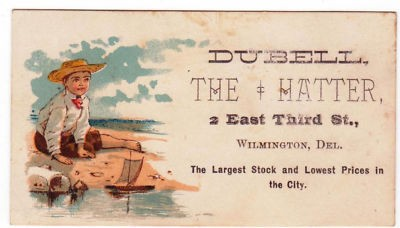 DUBELL,
THE HATTER,
2 East Third St.,
WILMINGTON, DEL.
The Largest Stock and Lowest Prices in
the City.